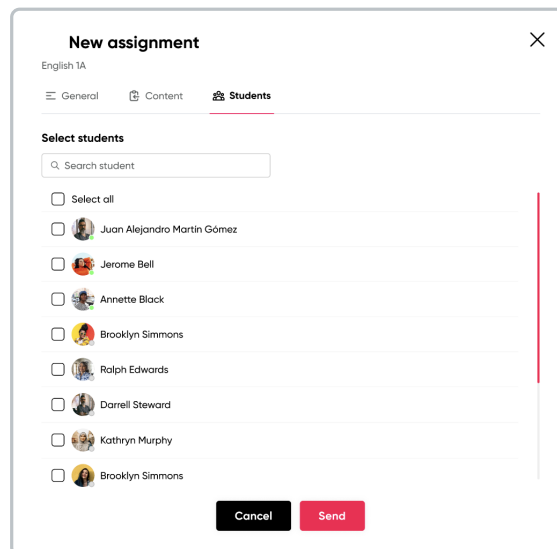 New assignment
English 1A
General
Content
Students
Select students
Search student
Select all
Juan Alejandro Martín Gómez
Jerome Bell
Annette Black
Brooklyn Simmons
Ralph Edwards
Darrell Steward
Kathryn Murphy
Brooklyn Simmons
Cancel
Send